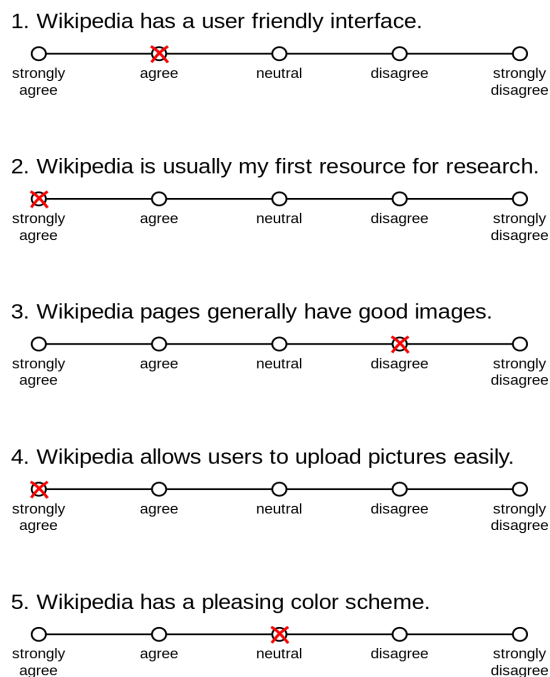 1. Wikipedia has a user friendly interface.
strongly agree neutral disagree strongly
agree disagree
2. Wikipedia is usually my first resource for research.
strongly agree neutral disagree strongly
agree disagree
3. Wikipedia pages generally have good images.
strongly agree neutral disagree strongly
agree disagree
4. Wikipedia allows users to upload pictures easily.
strongly agree neutral disagree strongly
agree disagree
5. Wikipedia has a pleasing color scheme.
strongly agree neutral disagree strongly
agree disagree